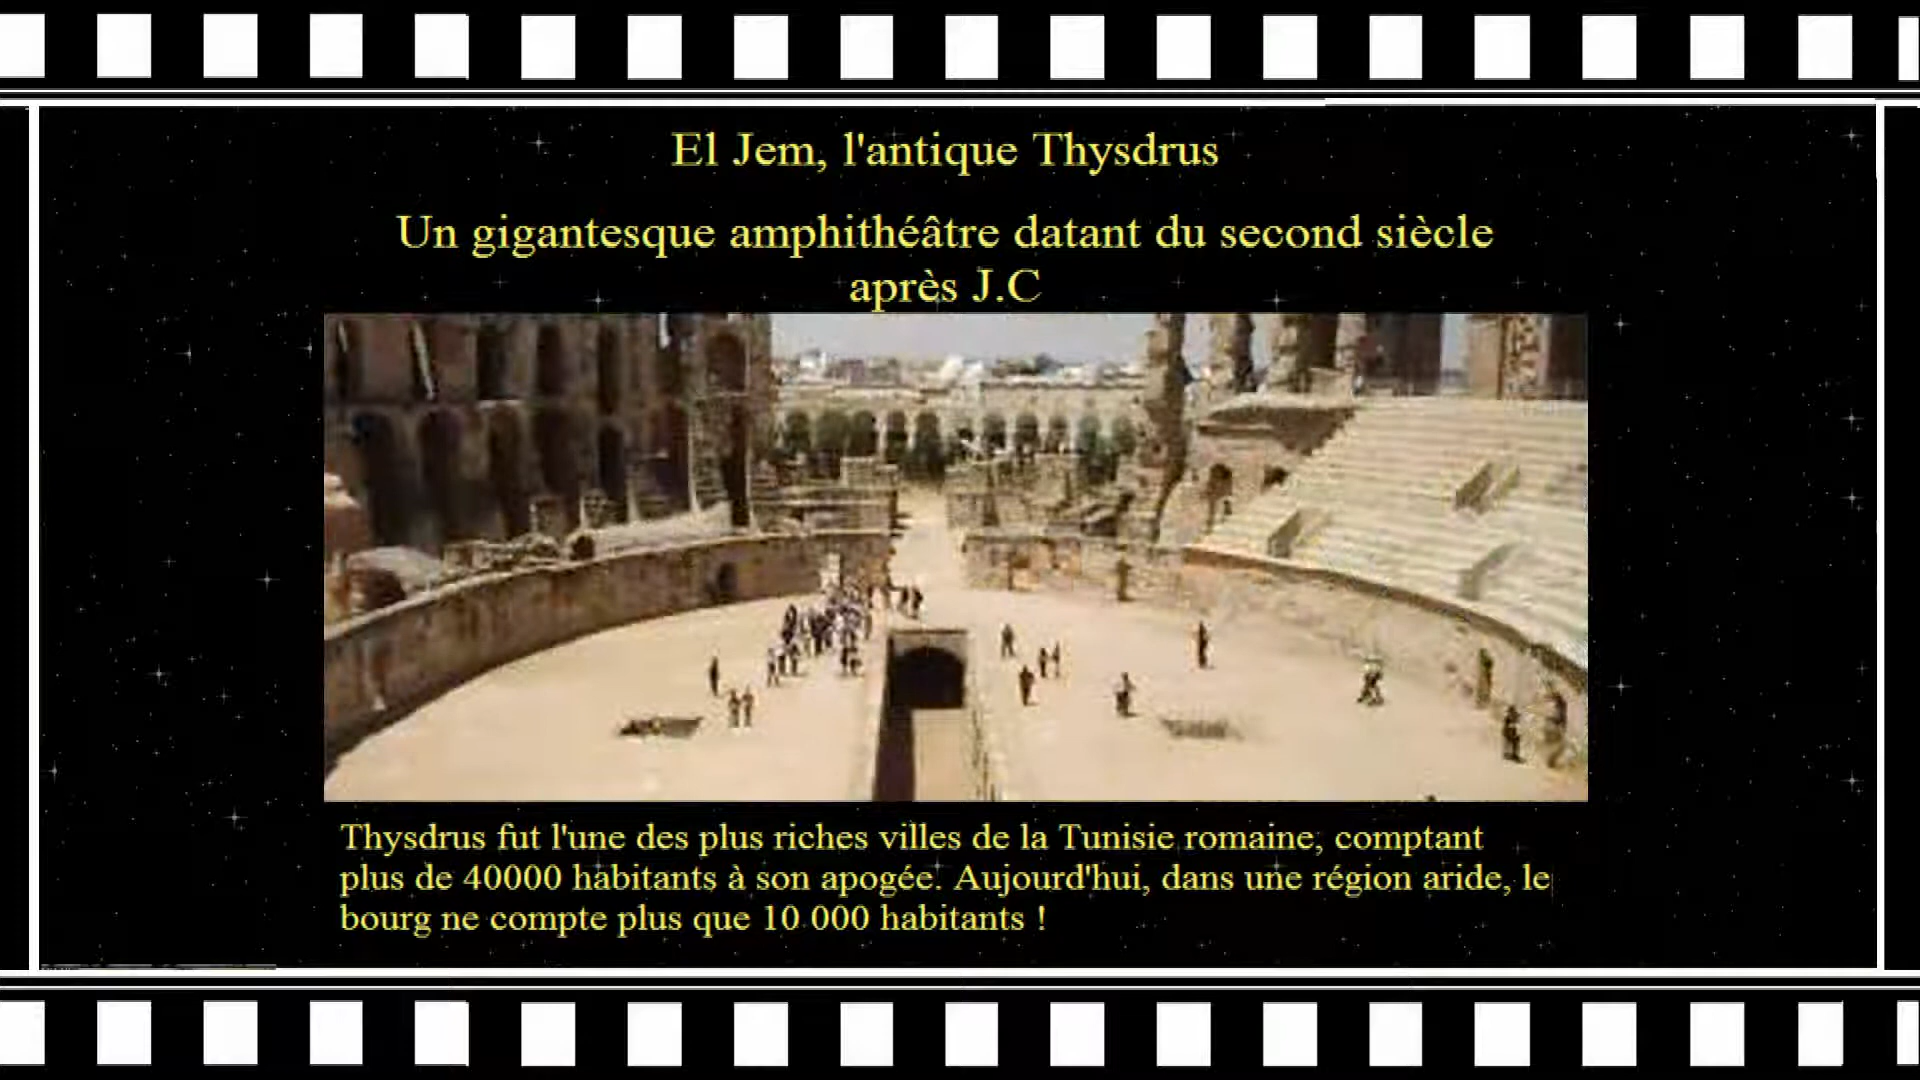 El Jem, l'antique Thysdrus
Un gigantesque amphithéâtre datant du second siècle
après J.C
Thysdrus fut l'une des plus riches villes de la Tunisie romaine, comptant
plus de 40000 habitants à son apogée. Aujourd'hui, dans une région aride, le
bourg ne compte plus que 10 000 habitants !